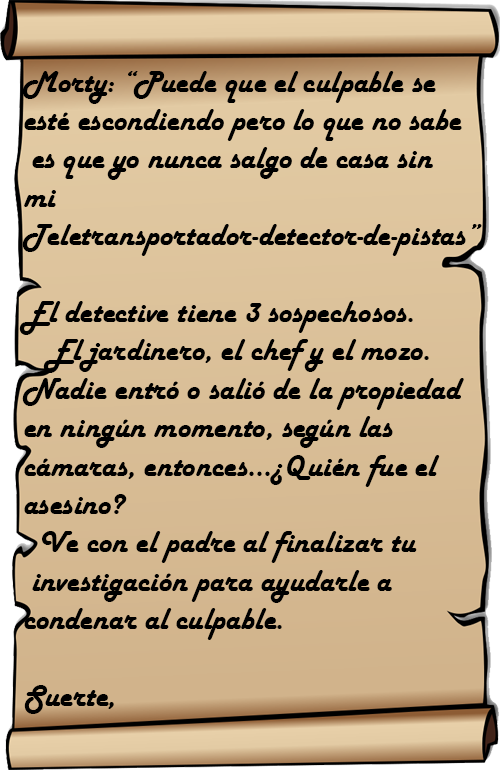 Morty: “Puede que el culpable se
esté escondiendo pero lo que no sabe
es que yo nunca salgo de casa sin
mi
Teletransportador-detector-de-pistas”
El detective tiene 3 sospechosos.
El jardinero, el chef y el mozo.
Nadie entró o salió de la propiedad
en ningún momento, según las
cámaras, entonces...¿Quién fue el
asesino?
Ve con el padre al finalizar tu
investigación para ayudarle a
condenar al culpable.
Suerte,